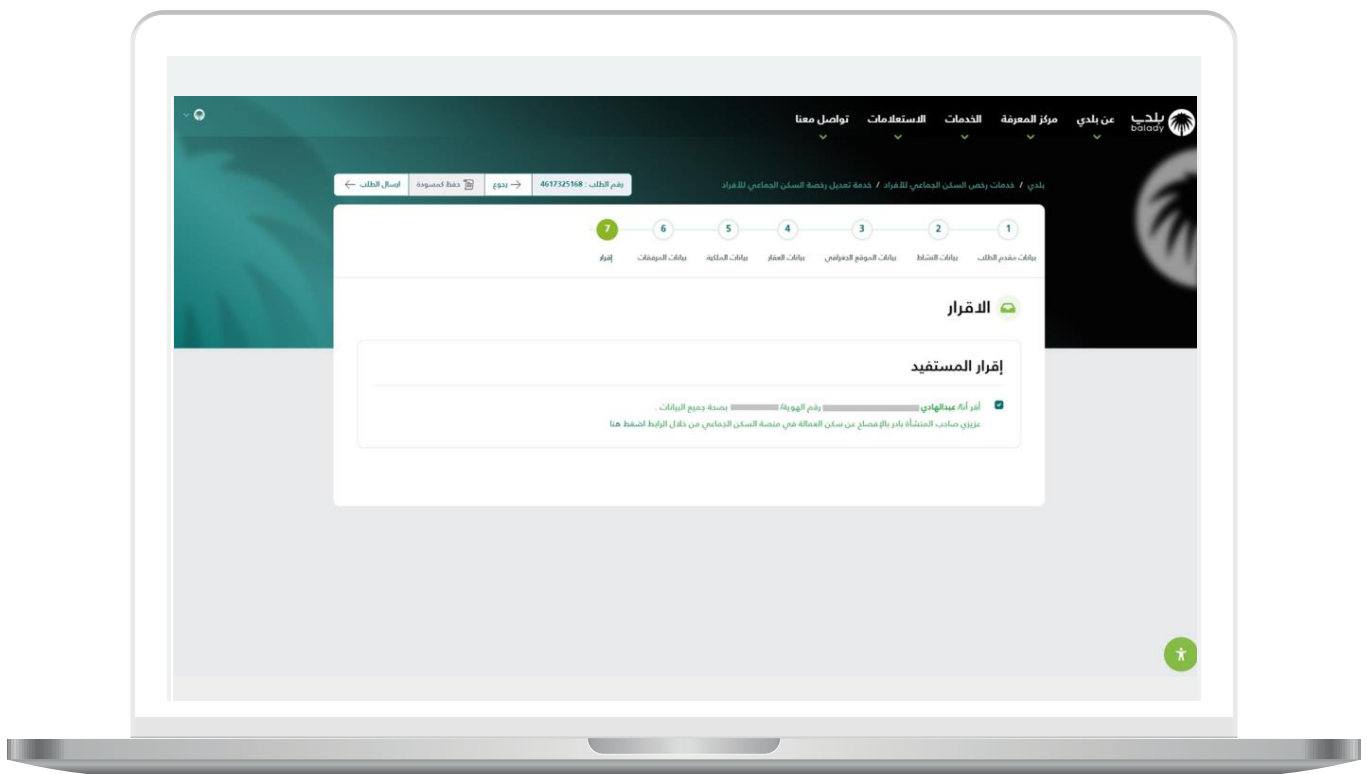 بلدي
balady
عن بلدي
مركز المعرفة
الخدمات
الاستعلامات
تواصل معنا
بلدي / خدمات رخص السكن الجماعي للأفراد / خدمة تعديل رخصة السكن الجماعي للأفراد
رقم الطلب : 4617325168
رجوع
حفظ كمسودة
ارسال الطلب
1
2
3
4
5
6
7
بيانات مقدم الطلب
بيانات النشاط
بيانات الموقع الجغرافي
بيانات العقار
بيانات الملكية
بيانات المرفقات
إقرار
الاقرار
إقرار المستفيد
أقر أنا/ عبدالهادي رقم الهوية/ بصحة جميع البيانات .
عزيزي صاحب المنشأة بادر بالإفصاح عن سكن العمالة في منصة السكن الجماعي من خلال الرابط اضغط هنا